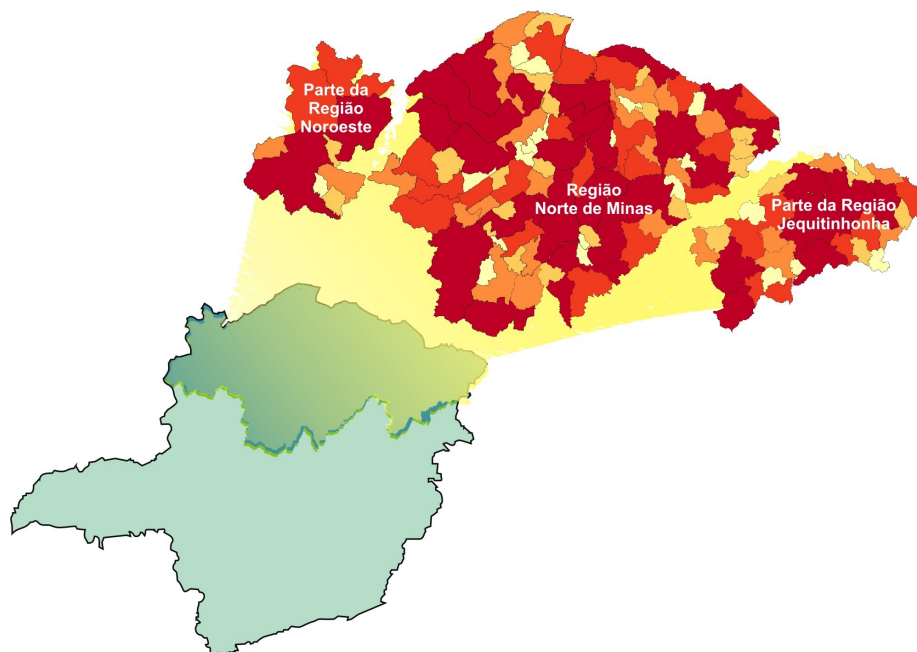 Parte da
Região
Noroeste
Região
Norte de Minas
Parte da Região
Jequitinhonha